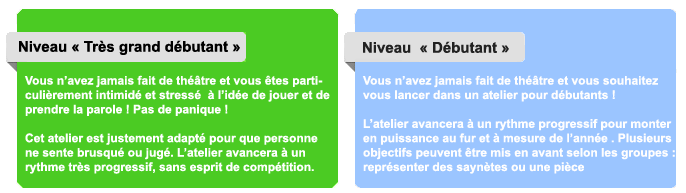 Niveau « Très grand débutant »
Vous n'avez jamais fait de théâtre et vous êtes parti-
culièrement intimidé et stressé à l'idée de jouer et de
prendre la parole ! Pas de panique !
Cet atelier est justement adapté pour que personne
ne sente brusqué ou jugé. L'atelier avancera à un
rythme très progressif, sans esprit de compétition.
Niveau « Débutant »
Vous n'avez jamais fait de théâtre et vous souhaitez
vous lancer dans un atelier pour débutants !
L'atelier avancera à un rythme progressif pour monter
en puissance au fur et à mesure de l'année . Plusieurs
objectifs peuvent être mis en avant selon les groupes :
représenter des saynètes ou une pièce